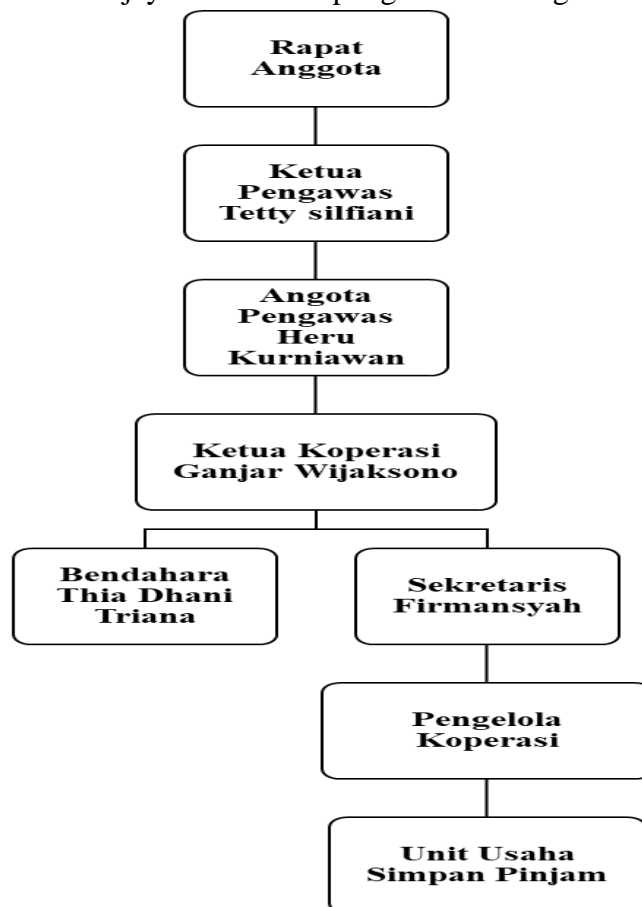 Rapat
Anggota
Ketua
Pengawas
Tetty silfiani
Angota
Pengawas
Heru
Kurniawan
Ketua Koperasi
Ganjar Wijaksono
Bendahara
Thia Dhani
Triana
Sekretaris
Firmansyah
Pengelola
Koperasi
Unit Usaha
Simpan Pinjam